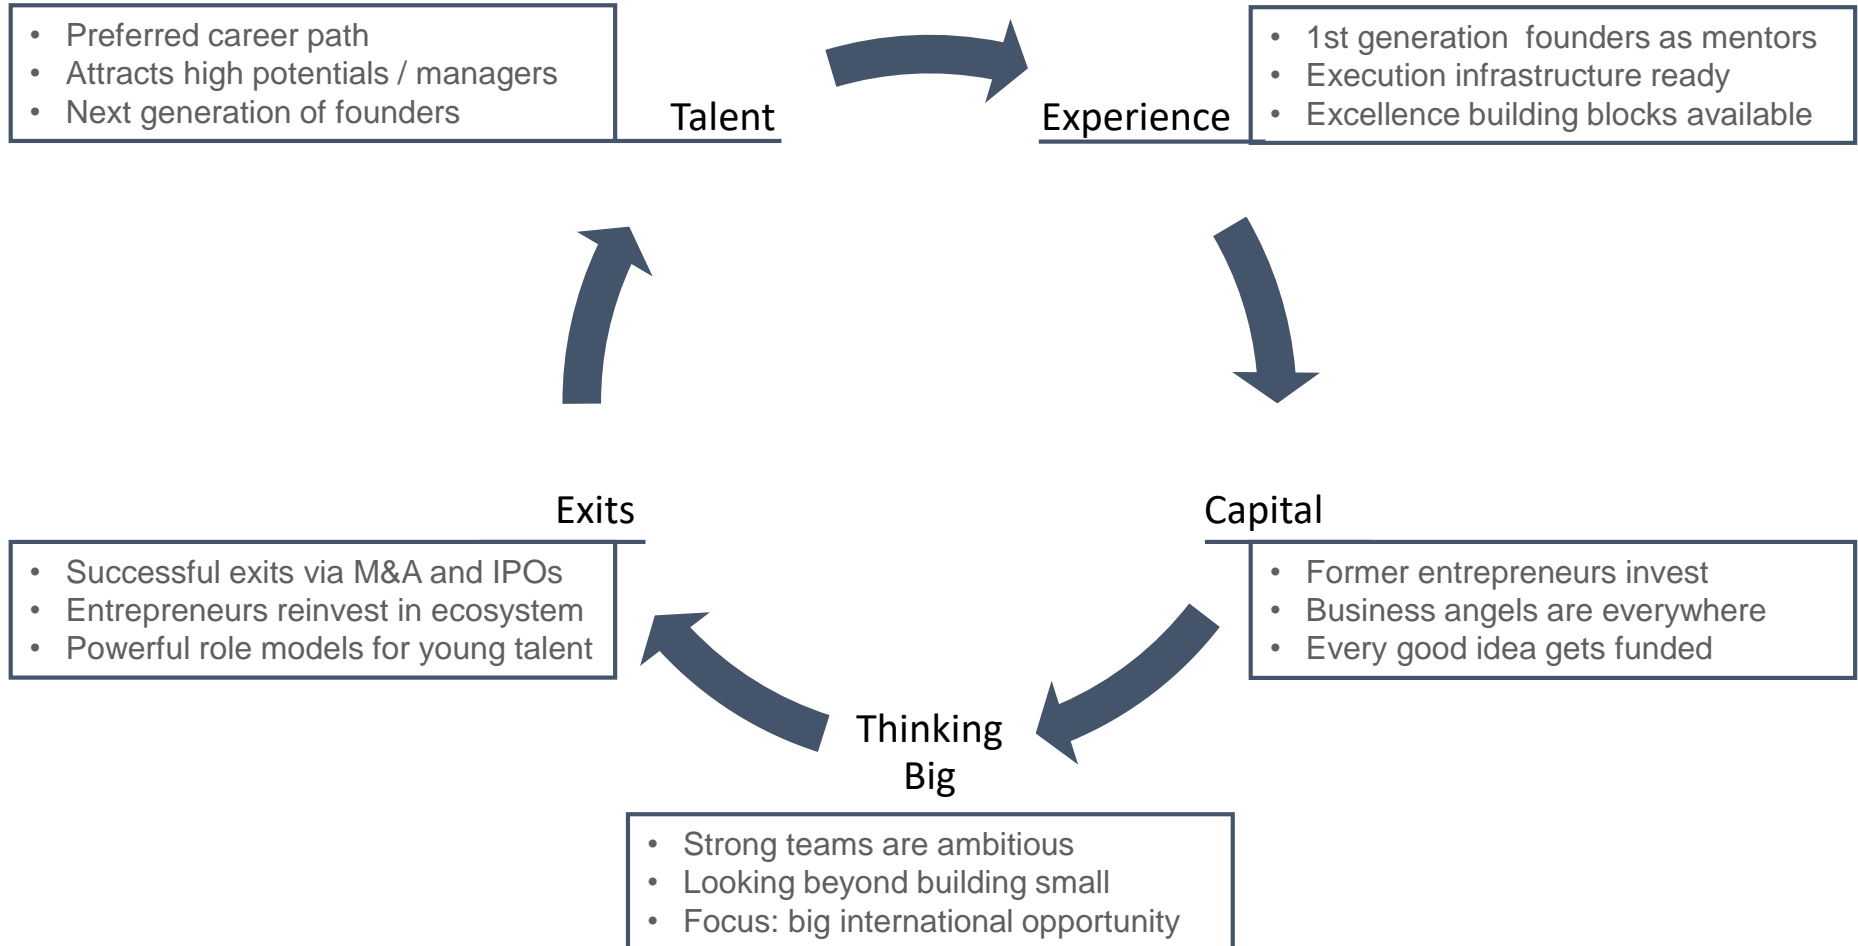 • Preferred career path
• Attracts high potentials / managers
• Next generation of founders
Talent
Experience
• 1st generation  founders as mentors
• Execution infrastructure ready
• Excellence building blocks available
Capital
• Former entrepreneurs invest
• Business angels are everywhere
• Every good idea gets funded
Thinking
Big
• Strong teams are ambitious
• Looking beyond building small
• Focus: big international opportunity
Exits
• Successful exits via M&A and IPOs
• Entrepreneurs reinvest in ecosystem
• Powerful role models for young talent